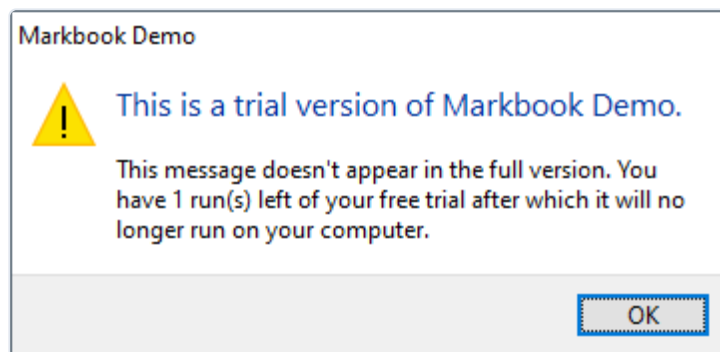 Markbook Demo
This is a trial version of Markbook Demo.
This message doesn't appear in the full version. You
have 1 run(s) left of your free trial after which it will no
longer run on your computer.
OK